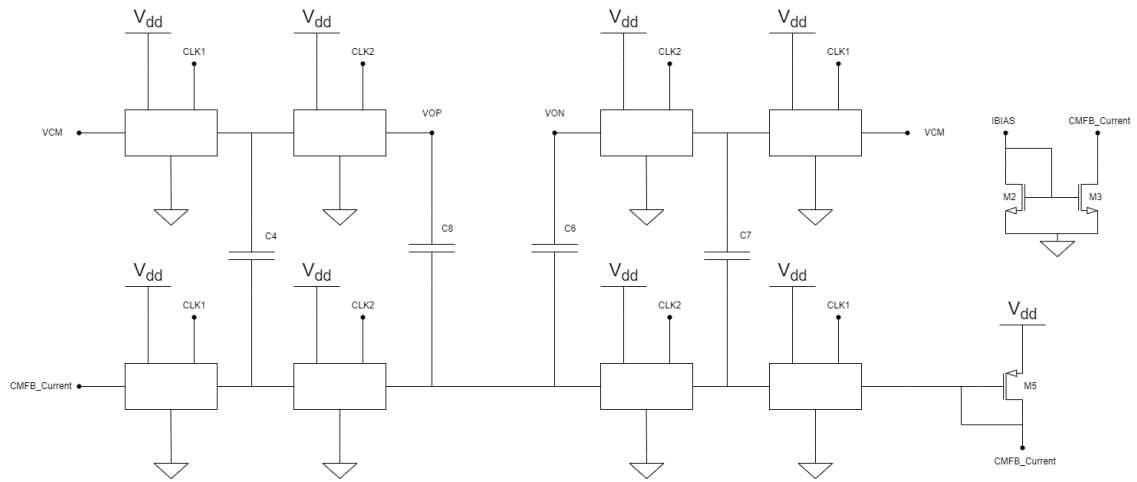 Vdd Vdd Vdd Vdd
CLK1 CLK2 CLK2 CLK1
VCM VOP VON VCM
IBIAS CMFB_Current
M2 M3
C4 C8 C6 C7
Vdd Vdd Vdd Vdd
CLK1 CLK2 CLK2 CLK1
Vdd
CMFB_Current M5
CMFB_Current